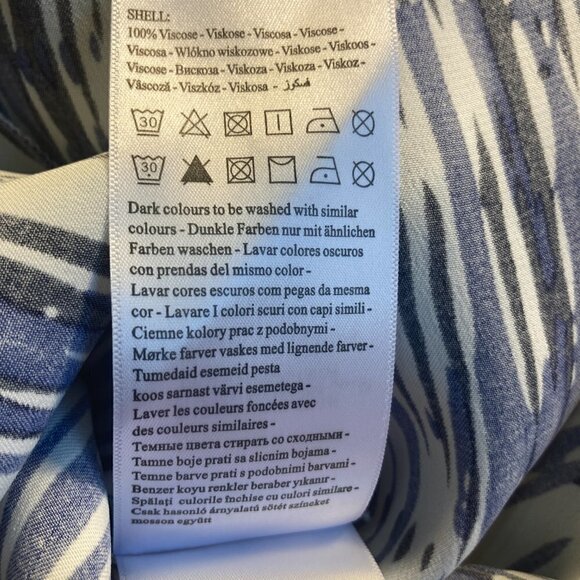 SHELL:
100% Viscose - Viskose - Viscosa - Viscose -
Viscosa - Włókno wiskozowe - Viskose - Viskoos -
Viscose - Вискоза - Viskoza - Viskoza - Viskoz -
Vâscoză - Viszkóz - Viskosa -
30
30
Dark colours to be washed with similar
colours - Dunkle Farben nur mit ähnlichen
Farben waschen - Lavar colores oscuros
con prendas del mismo color -
Lavar cores escuros com pegas da mesma
cor - Lavare I colori scuri con capi simili -
Ciemne kolory prac z podobnymi -
Mørke farver vaskes med lignende farver -
Tumedaid esemeid pesta
koos sarnast värvi esemetega -
Laver les couleurs foncées avec
des couleurs similaires -
Темные цвета стирать со сходными -
Tamne boje prati sa slicnim bojama -
Temne barve prati s podobnimi barvami -
Benzer koyu renkler beraber yıkanır -
Spălați culorile închise cu culori similare -
Csak hasonló árnyalatú sötét színeket
mosson együtt